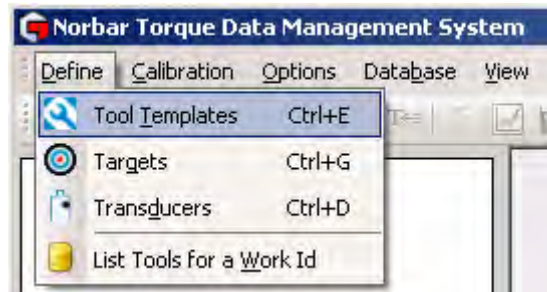 Norbar Torque Data Management System
Define Calibration Options Database View
Tool Templates Ctrl+E
Targets Ctrl+G
Transducers Ctrl+D
List Tools for a Work Id